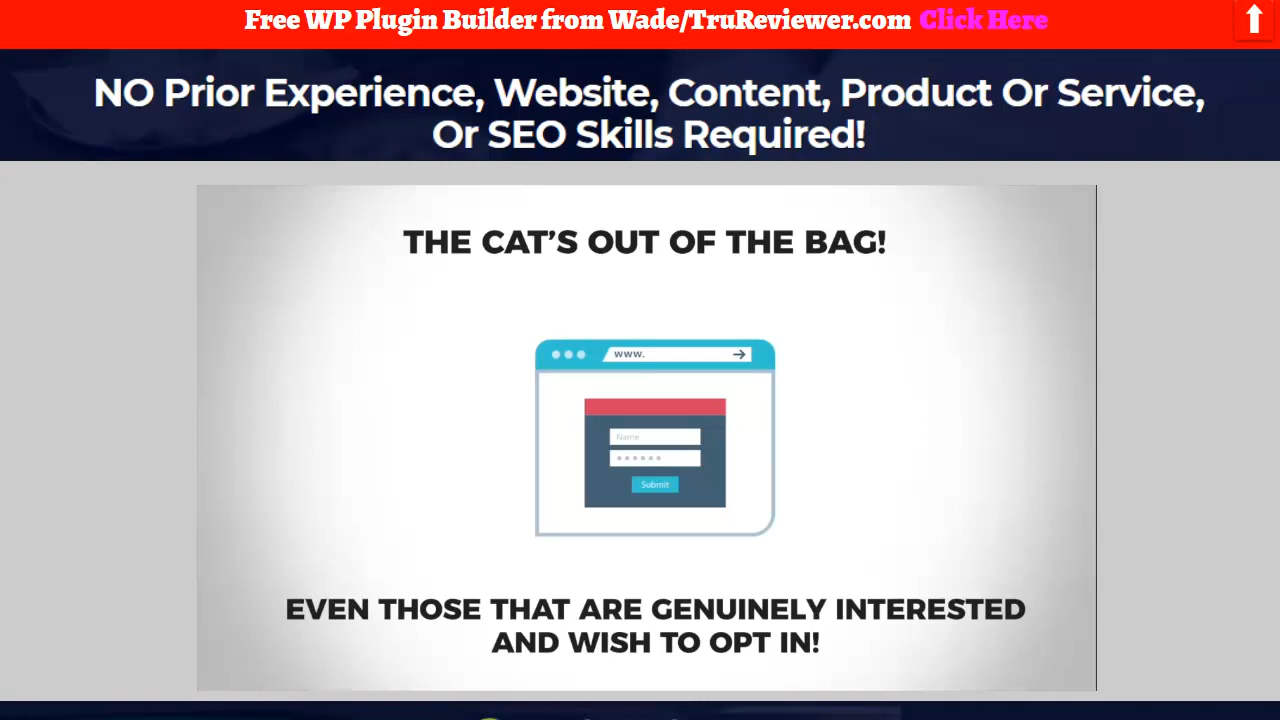 Free WP Plugin Builder from Wade/TruReviewer.com Click Here
NO Prior Experience, Website, Content, Product Or Service,
Or SEO Skills Required!
THE CAT'S OUT OF THE BAG!
www.
Name
Submit
EVEN THOSE THAT ARE GENUINELY INTERESTED
AND WISH TO OPT IN!